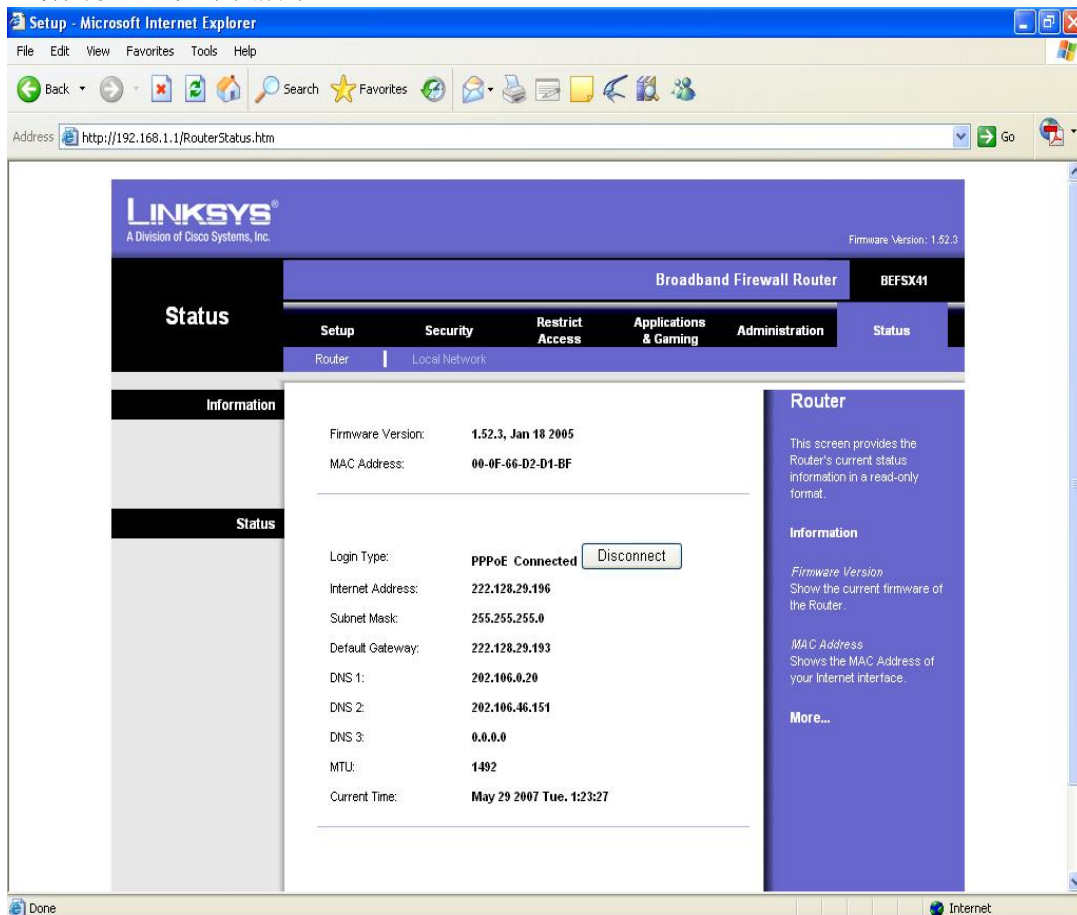 Setup - Microsoft Internet Explorer
File Edit View Favorites Tools Help
Back Search Favorites
Address http://192.168.1.1/RouterStatus.htm Go
LINKSYS®
A Division of Cisco Systems, Inc.
Firmware Version: 1.52.3
Broadband Firewall Router BEFSX41
Status
Setup Security Restrict Access Applications & Gaming Administration Status
Router Local Network
Information
Firmware Version: 1.52.3, Jan 18 2005
MAC Address: 00-0F-66-D2-D1-BF
Status
Login Type: PPPoE Connected Disconnect
Internet Address: 222.128.29.196
Subnet Mask: 255.255.255.0
Default Gateway: 222.128.29.193
DNS 1: 202.106.0.20
DNS 2: 202.106.46.151
DNS 3: 0.0.0.0
MTU: 1492
Current Time: May 29 2007 Tue. 1:23:27
Router
This screen provides the
Router's current status
information in a read-only
format.
Information
Firmware Version
Show the current firmware of
the Router.
MAC Address
Shows the MAC Address of
your Internet interface.
More...
Done Internet